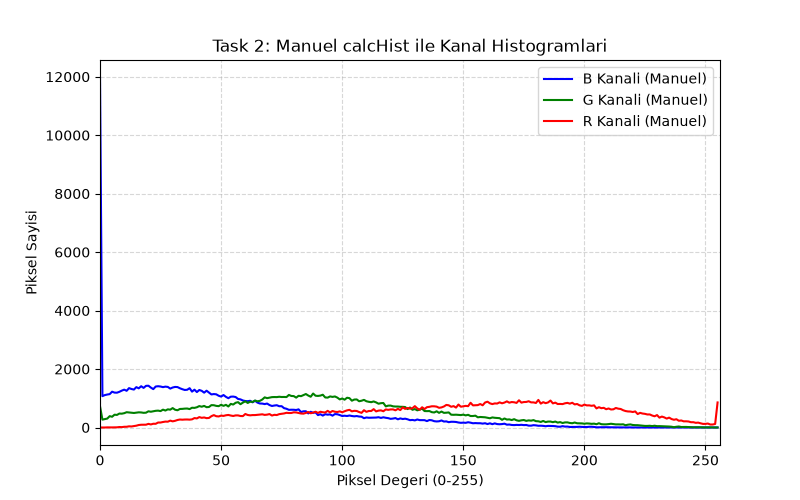 Task 2: Manuel calcHist ile Kanal Histogramlari
B Kanali (Manuel)
G Kanali (Manuel)
R Kanali (Manuel)
Piksel Sayisi
12000
10000
8000
6000
4000
2000
0
0 50 100 150 200 250
Piksel Degeri (0-255)